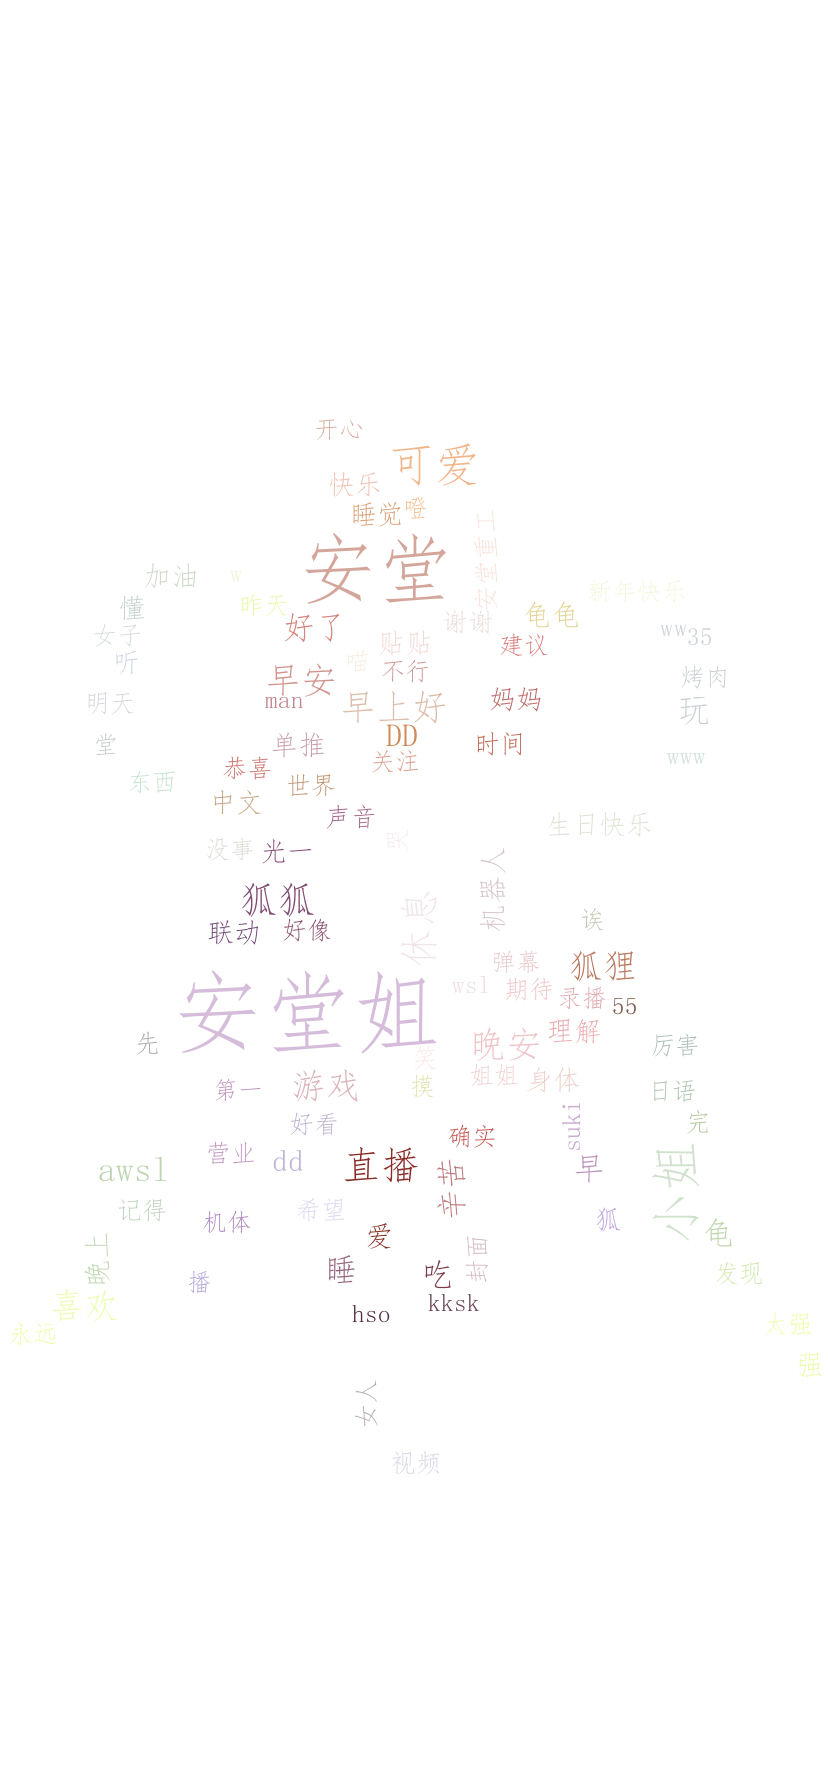 开心
可爱
快乐
睡觉
噔
安堂重工
安堂
加油
w
昨天
新年快乐
懂
龟龟
谢谢
好了
女子
贴贴
建议
ww
35
听
喵
不行
早安
烤肉
man
妈妈
明天
早上好
玩
DD
堂
单推
时间
关注
www
恭喜
东西
世界
中文
声音
生日快乐
哭
没事
光一
机器人
狐狐
休息
诶
联动
好像
弹幕
狐狸
wsl
期待
录播
55
安堂姐
先
晚安
理解
厉害
笑
姐姐
身体
第一
游戏
摸
日语
好看
suki
完
确实
营业
dd
直播
awsl
辛苦
早
小姐
记得
机体
希望
狐
龟
爱
晚上
封面
播
睡
吃
发现
喜欢
hso
kksk
永远
太强
强
女人
视频